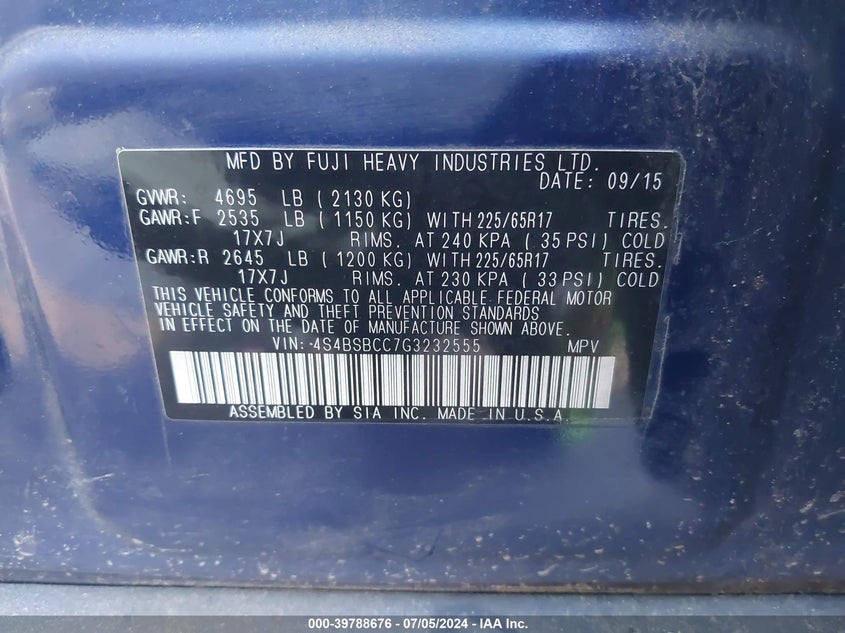 MFD BY FUJI HEAVY INDUSTRIES LTD.
DATE: 09/15
GVWR: 4695 LB ( 2130 KG)
GAWR:F 2535 LB ( 1150 KG) WITH 225/65R17 TIRES.
17X7J RIMS. AT 240 KPA ( 35 PSI) COLD
GAWR:R 2645 LB ( 1200 KG) WITH 225/65R17 TIRES.
17X7J RIMS. AT 230 KPA ( 33 PSI) COLD
THIS VEHICLE CONFORMS TO ALL APPLICABLE FEDERAL MOTOR
VEHICLE SAFETY AND THEFT PREVENTION STANDARDS
IN EFFECT ON THE DATE OF MANUFACTURE SHOWN ABOVE.
VIN: 4S4BSBCC7G3232555 MPV
ASSEMBLED BY SIA INC. MADE IN U.S.A.
000-39788676 - 07/05/2024 - IAA Inc.